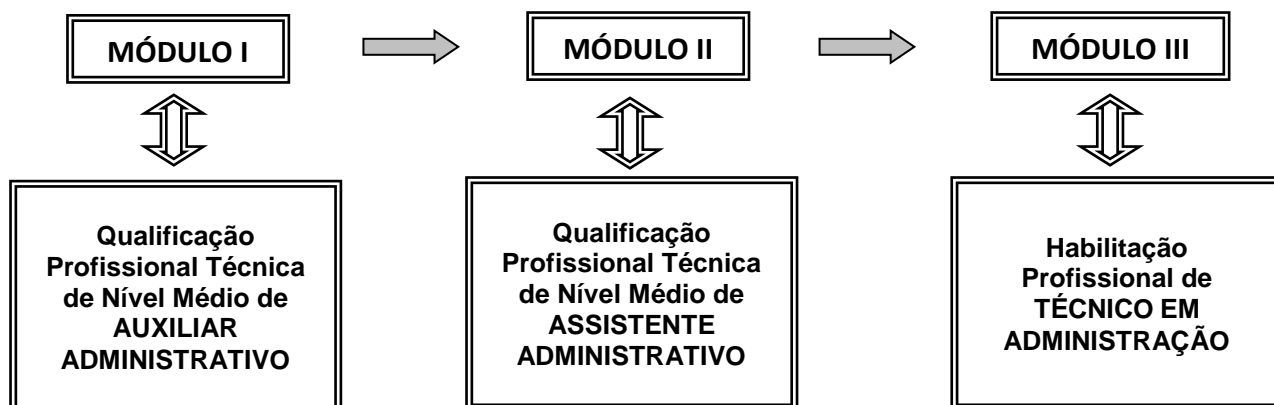 MÓDULO I
MÓDULO II
MÓDULO III
Qualificação
Profissional Técnica
de Nível Médio de
AUXILIAR
ADMINISTRATIVO
Qualificação
Profissional Técnica
de Nível Médio de
ASSISTENTE
ADMINISTRATIVO
Habilitação
Profissional de
TÉCNICO EM
ADMINISTRAÇÃO